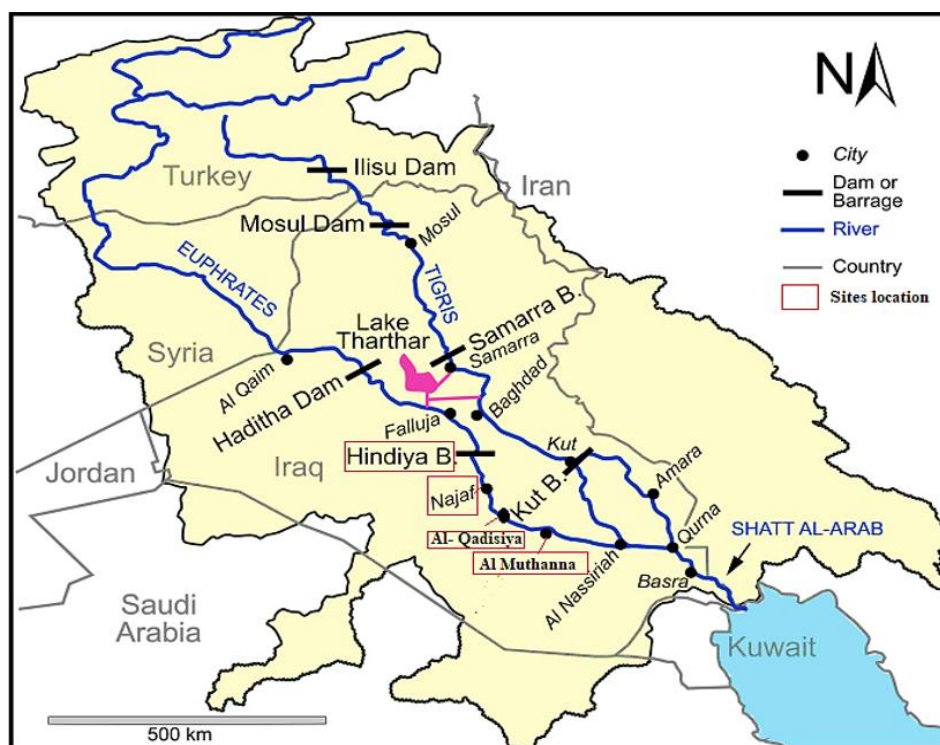 N
City
Dam or
Barrage
River
Country
Sites location
Turkey
Ilisu Dam
Iran
Mosul Dam
Mosul
EUPHRATES
TIGRIS
Lake
Tharthar
Samarra B.
Samarra
Syria
Al Qaim
Haditha Dam
Baghdad
Falluja
Jordan
Iraq
Hindiya B.
Kut
Kut B.
Amara
Najaf
Al- Qadisiya
Al Muthanna
Qurna
SHATT AL-ARAB
Al Nassiriah
Basra
Saudi
Arabia
Kuwait
500 km